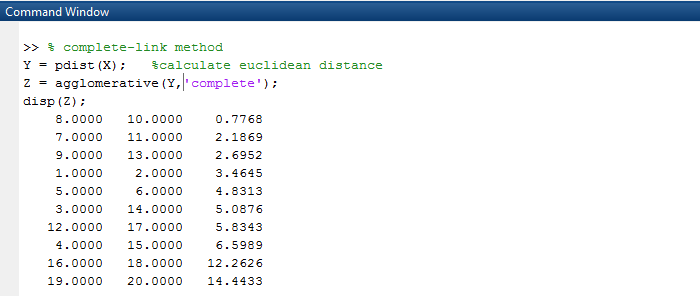 Command Window
>> % complete-link method
Y = pdist(X);   %calculate euclidean distance
Z = agglomerative(Y,'complete');
disp(Z);
8.0000   10.0000    0.7768
7.0000   11.0000    2.1869
9.0000   13.0000    2.6952
1.0000    2.0000    3.4645
5.0000    6.0000    4.8313
3.0000   14.0000    5.0876
12.0000   17.0000    5.8343
4.0000   15.0000    6.5989
16.0000   18.0000   12.2626
19.0000   20.0000   14.4433